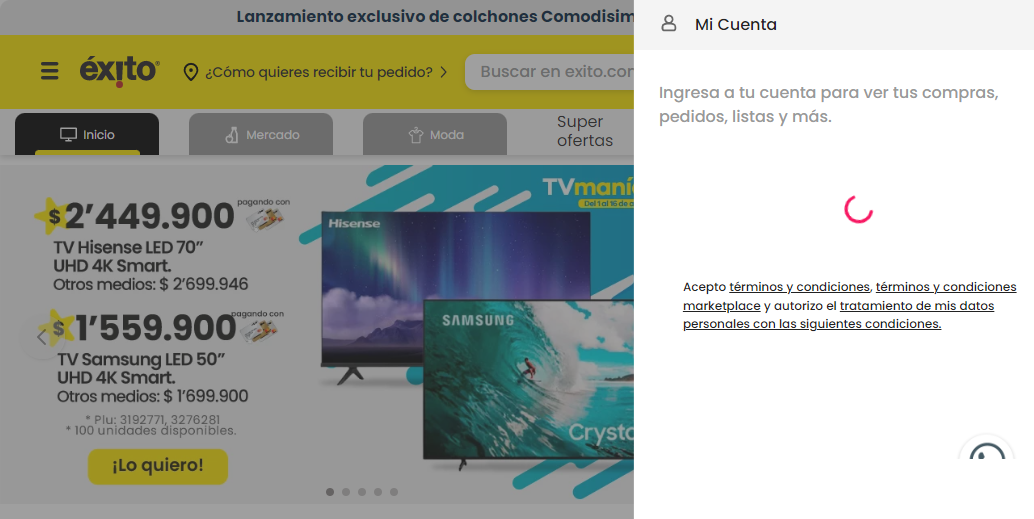 Lanzamiento exclusivo de colchones Comodisim
éxito
¿Cómo quieres recibir tu pedido?
Buscar en exito.com
Inicio
Mercado
Moda
Super
ofertas
$2’449.900
pagando con
TV Hisense LED 70”
UHD 4K Smart.
Otros medios: $ 2’699.946
$1’559.900
pagando con
TV Samsung LED 50”
UHD 4K Smart.
Otros medios: $ 1’699.900
* Plu: 3192771, 3276281
* 100 unidades disponibles.
¡Lo quiero!
TVmaní
Del 1 al 16 de
Hisense
SAMSUNG
Crysta
Mi Cuenta
Ingresa a tu cuenta para ver tus compras,
pedidos, listas y más.
Acepto términos y condiciones, términos y condiciones
marketplace y autorizo el tratamiento de mis datos
personales con las siguientes condiciones.